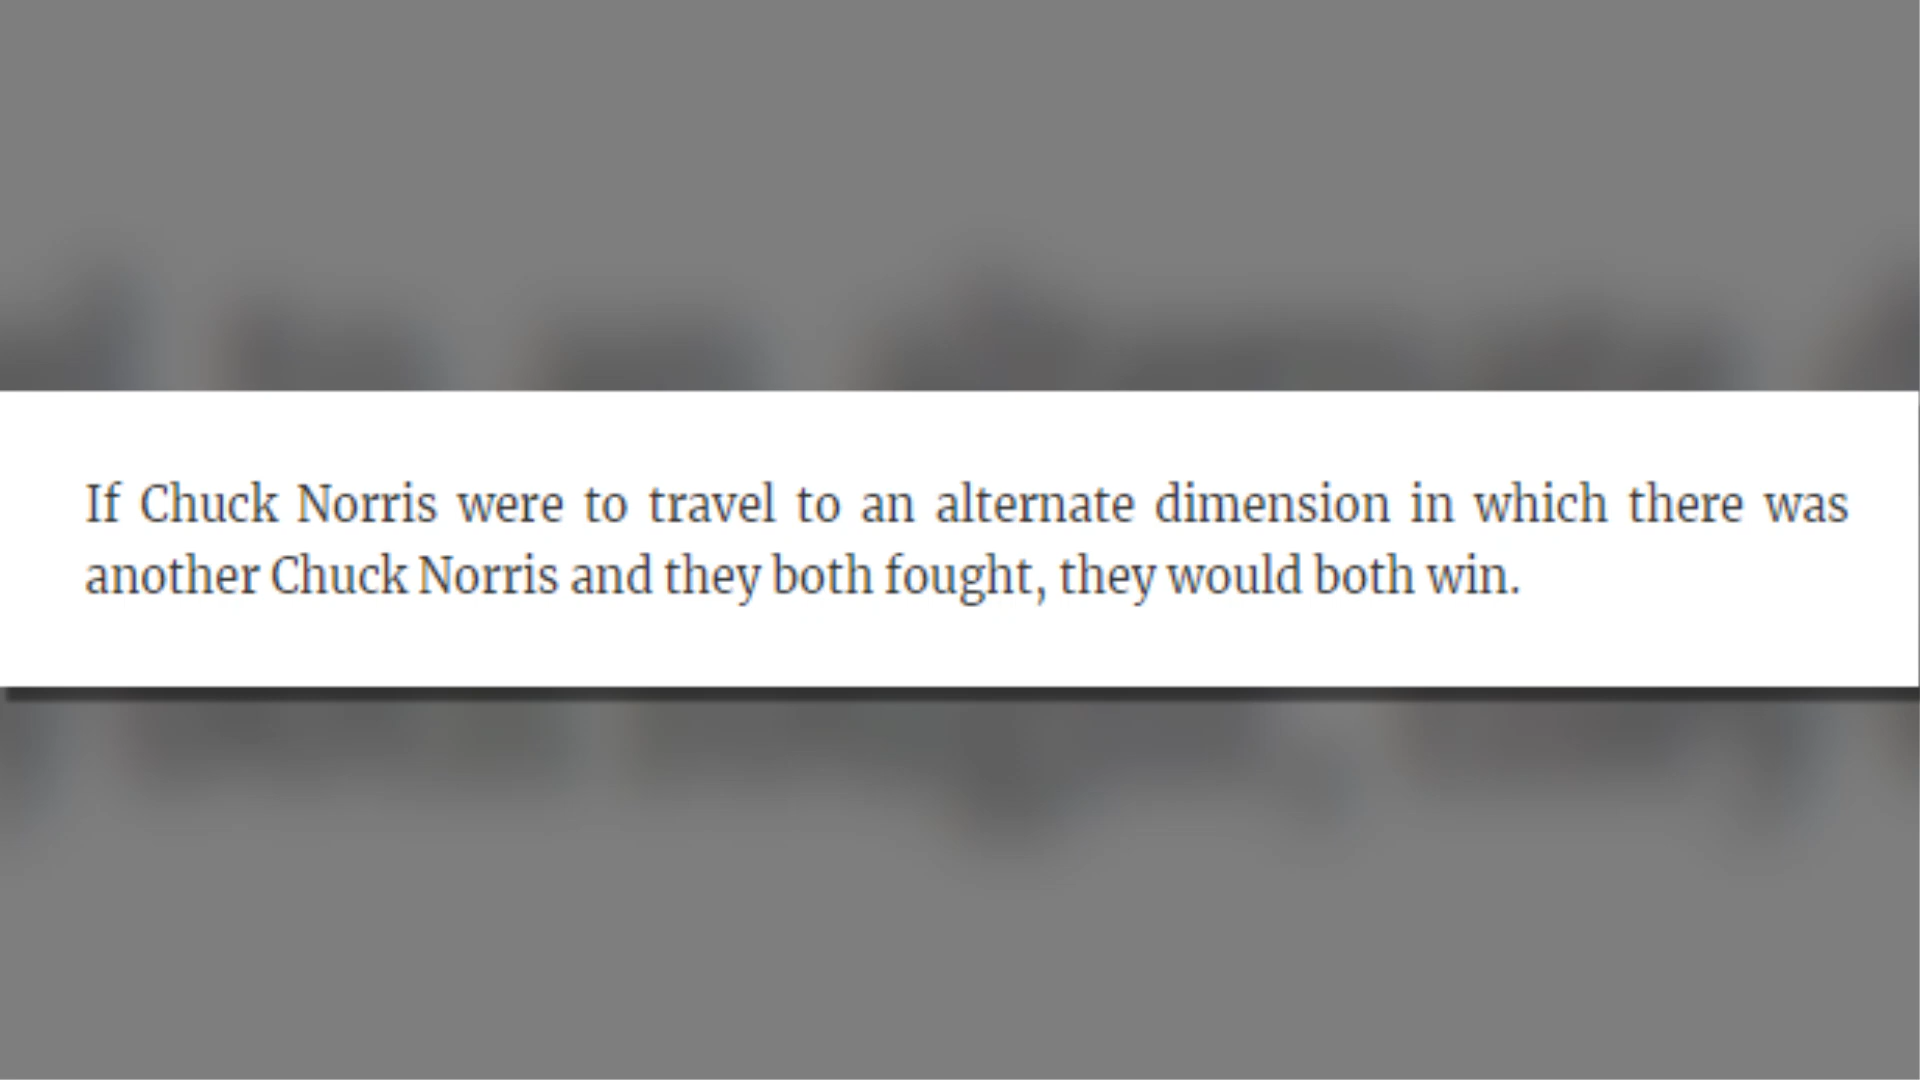 If Chuck Norris were to travel to an alternate dimension in which there was
another Chuck Norris and they both fought, they would both win.